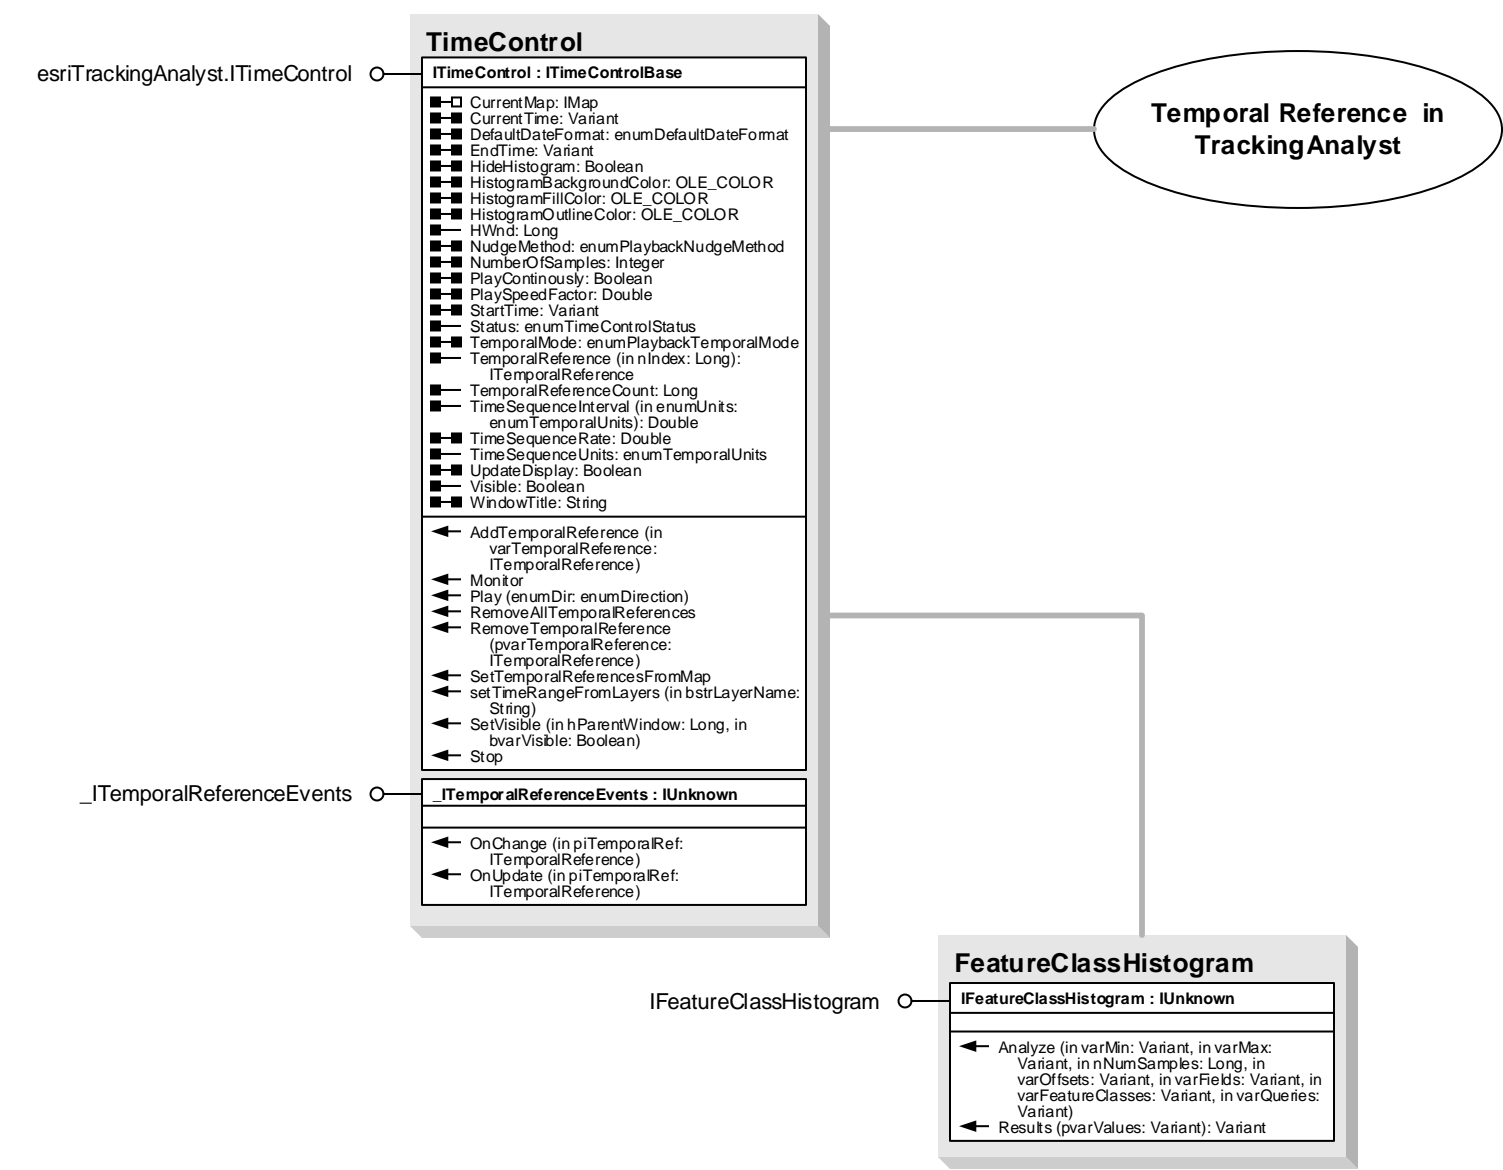 TimeControl
esriTrackingAnalyst.ITimeControl
ITimeControl : ITimeControlBase
CurrentMap: IMap
CurrentTime: Variant
DefaultDateFormat: enumDefaultDateFormat
EndTime: Variant
HideHistogram: Boolean
HistogramBackgroundColor: OLE_COLOR
HistogramFillColor: OLE_COLOR
HistogramOutlineColor: OLE_COLOR
HWnd: Long
NudgeMethod: enumPlaybackNudgeMethod
NumberOfSamples: Integer
PlayContinously: Boolean
PlaySpeedFactor: Double
StartTime: Variant
Status: enumTimeControlStatus
TemporalMode: enumPlaybackTemporalMode
TemporalReference (in nIndex: Long):
ITemporalReference
TemporalReferenceCount: Long
TimeSequenceInterval (in enumUnits:
enumTemporalUnits): Double
TimeSequenceRate: Double
TimeSequenceUnits: enumTemporalUnits
UpdateDisplay: Boolean
Visible: Boolean
WindowTitle: String
AddTemporalReference (in
varTemporalReference:
ITemporalReference)
Monitor
Play (enumDir: enumDirection)
RemoveAllTemporalReferences
RemoveTemporalReference
(pvarTemporalReference:
ITemporalReference)
SetTemporalReferencesFromMap
setTimeRangeFromLayers (in bstrLayerName:
String)
SetVisible (in hParentWindow: Long, in
bvarVisible: Boolean)
Stop
_ITemporalReferenceEvents
_ITemporalReferenceEvents : IUnknown
OnChange (in piTemporalRef:
ITemporalReference)
OnUpdate (in piTemporalRef:
ITemporalReference)
Temporal Reference in
TrackingAnalyst
FeatureClassHistogram
IFeatureClassHistogram
IFeatureClassHistogram : IUnknown
Analyze (in varMin: Variant, in varMax:
Variant, in nNumSamples: Long, in
varOffsets: Variant, in varFields: Variant, in
varFeatureClasses: Variant, in varQueries:
Variant)
Results (pvarValues: Variant): Variant